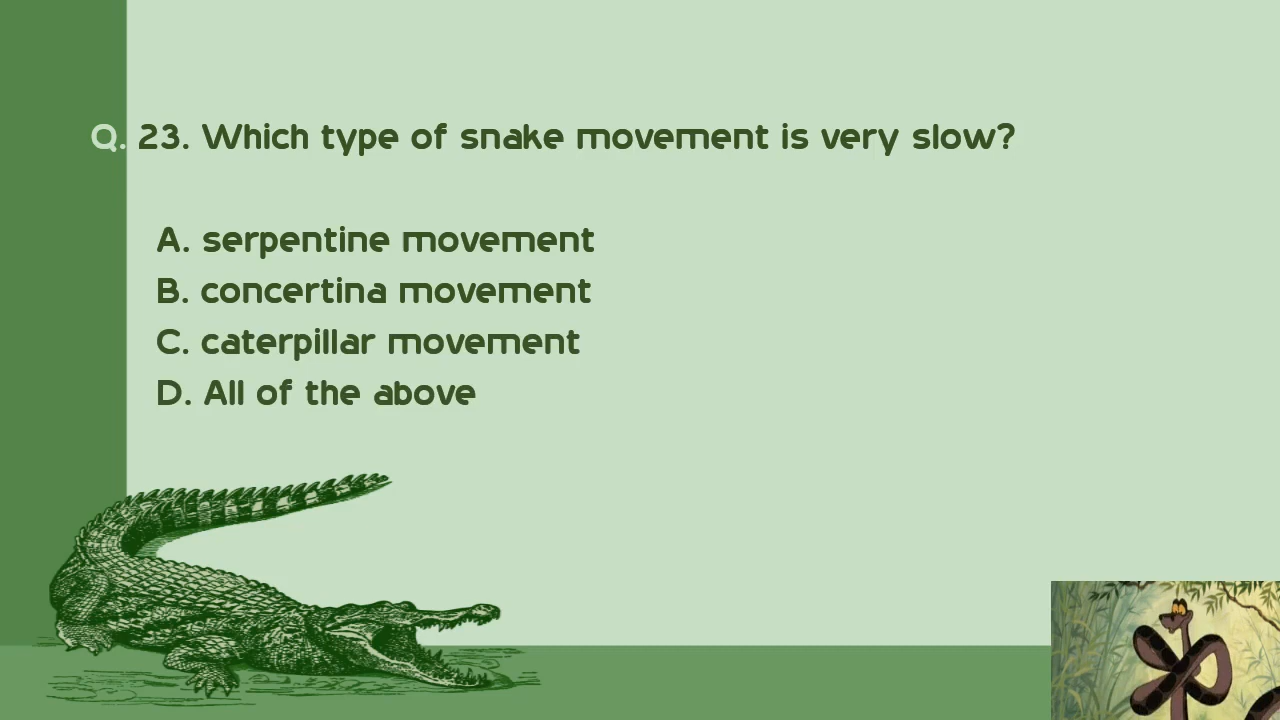 Q. 23. Which type of snake movement is very slow?
A. serpentine movement
B. concertina movement
C. caterpillar movement
D. All of the above